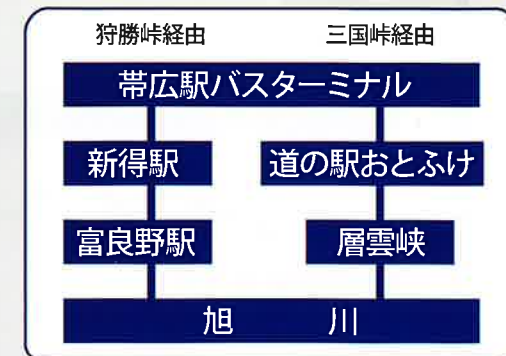 狩勝峠経由 三国峠経由
帯広駅バスターミナル
新得駅 道の駅おとふけ
富良野駅 層雲峡
旭 川